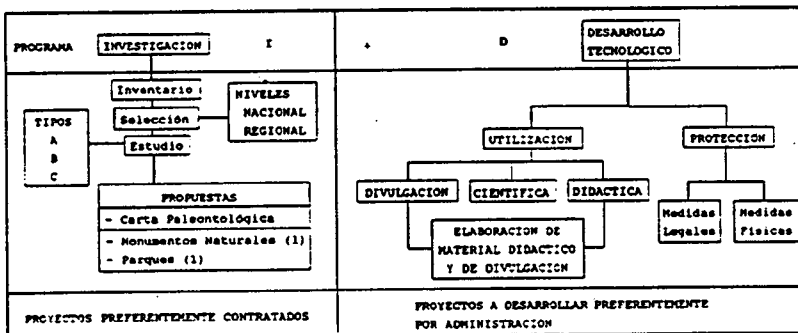 PROGRAMA
INVESTIGACION
I
+
D
DESARROLLO
TECNOLOGICO
Inventario
Selección
Estudio
NIVELES
NACIONAL
REGIONAL
TIPOS
A
B
C
PROPUESTAS
- Carta Paleontológica
- Monumentos Naturales (1)
- Parques (1)
UTILIZACION
PROTECCION
DIVULGACION
CIENTIFICA
DIDACTICA
ELABORACION DE
MATERIAL DIDACTICO
Y DE DIVULGACION
Medidas
Legales
Medidas
Físicas
PROYECTOS PREFERENTEMENTE CONTRATADOS
PROYECTOS A DESARROLLAR PREFERENTEMENTE
POR ADMINISTRACION